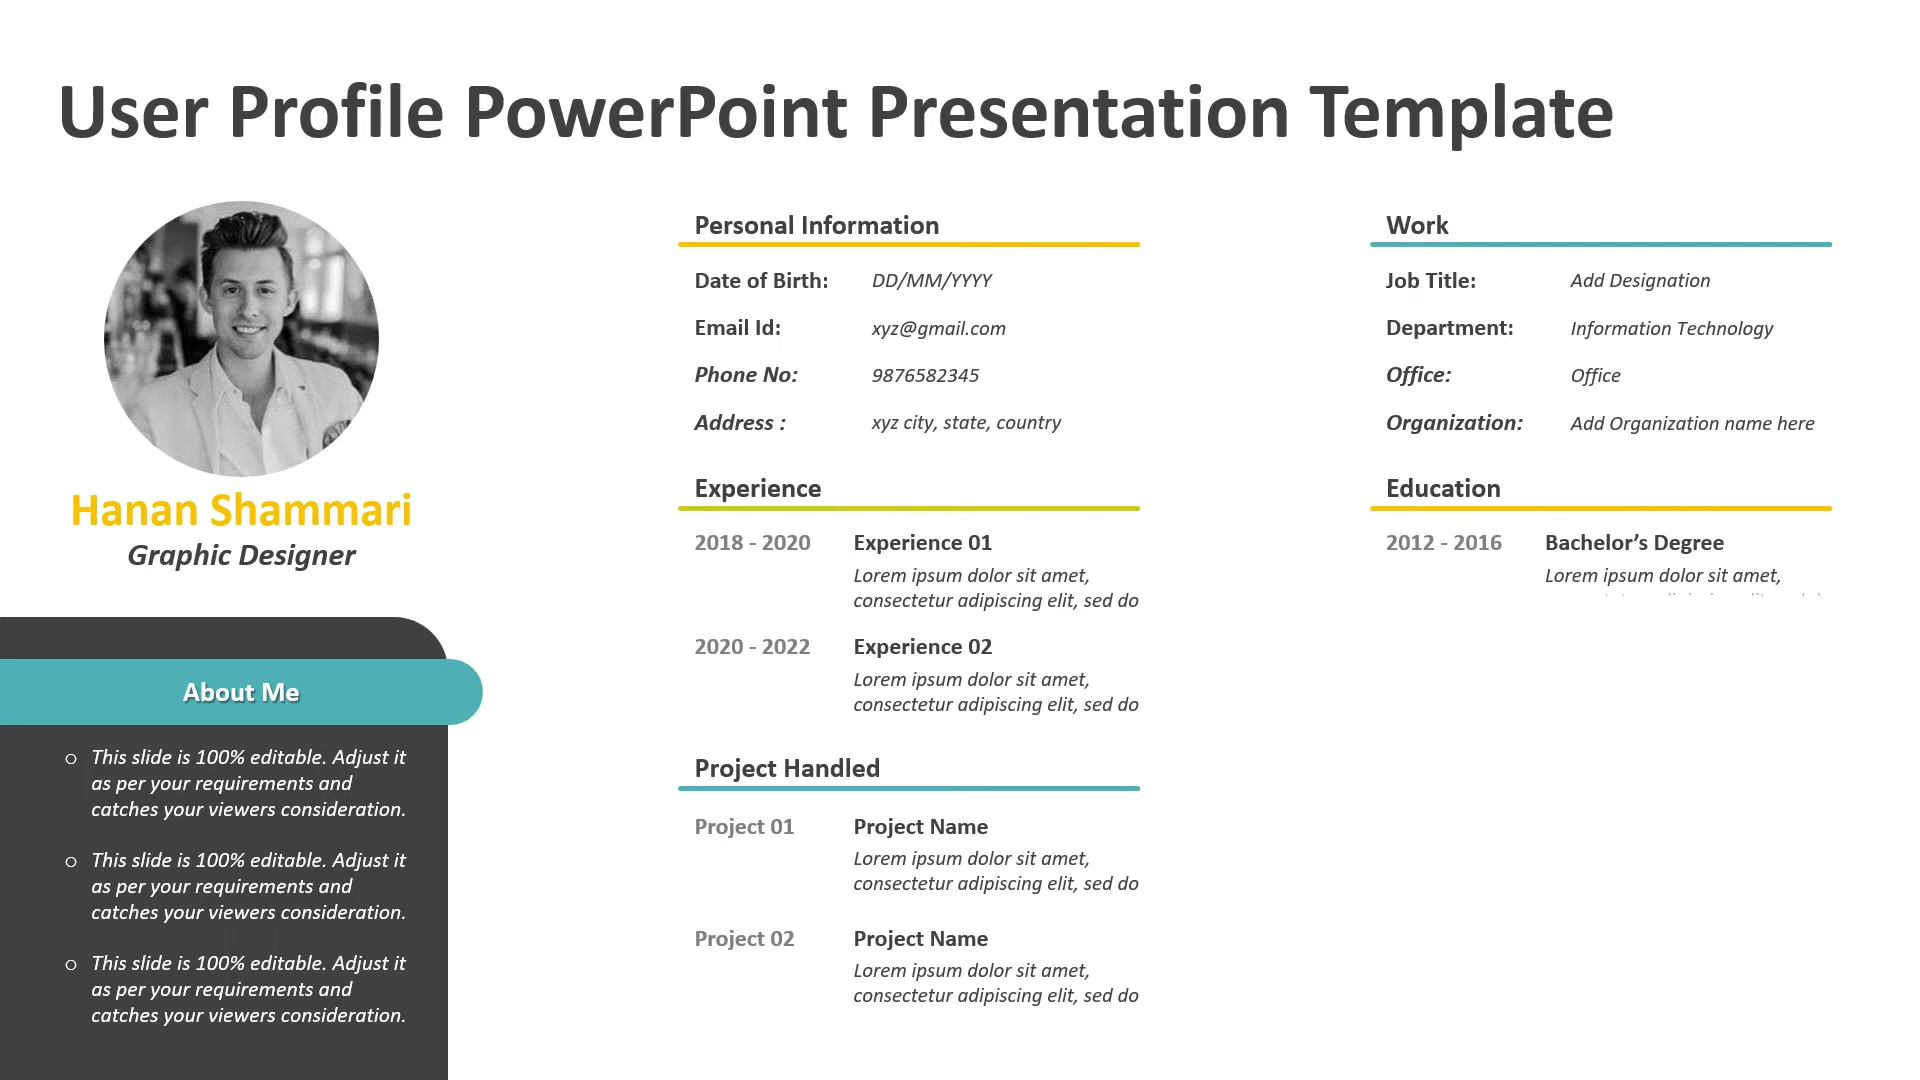 User Profile PowerPoint Presentation Template
Hanan Shammari
Graphic Designer
About Me
○ This slide is 100% editable. Adjust it
as per your requirements and
catches your viewers consideration.
○ This slide is 100% editable. Adjust it
as per your requirements and
catches your viewers consideration.
○ This slide is 100% editable. Adjust it
as per your requirements and
catches your viewers consideration.
Personal Information
Date of Birth: DD/MM/YYYY
Email Id: xyz@gmail.com
Phone No: 9876582345
Address : xyz city, state, country
Experience
2018 - 2020 Experience 01
Lorem ipsum dolor sit amet,
consectetur adipiscing elit, sed do
2020 - 2022 Experience 02
Lorem ipsum dolor sit amet,
consectetur adipiscing elit, sed do
Project Handled
Project 01 Project Name
Lorem ipsum dolor sit amet,
consectetur adipiscing elit, sed do
Project 02 Project Name
Lorem ipsum dolor sit amet,
consectetur adipiscing elit, sed do
Work
Job Title: Add Designation
Department: Information Technology
Office: Office
Organization: Add Organization name here
Education
2012 - 2016 Bachelor’s Degree
Lorem ipsum dolor sit amet,